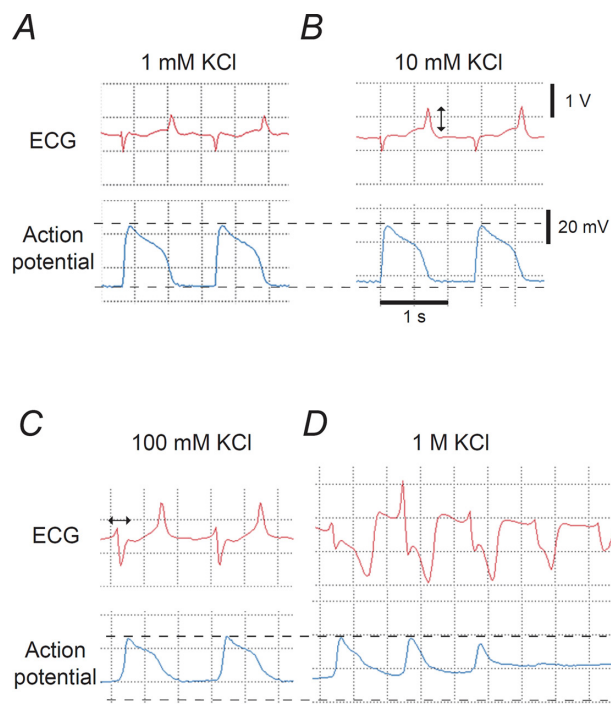 A
B
1 mM KCl
10 mM KCl
ECG
1 V
Action
potential
20 mV
1 s
C
D
100 mM KCl
1 M KCl
ECG
Action
potential